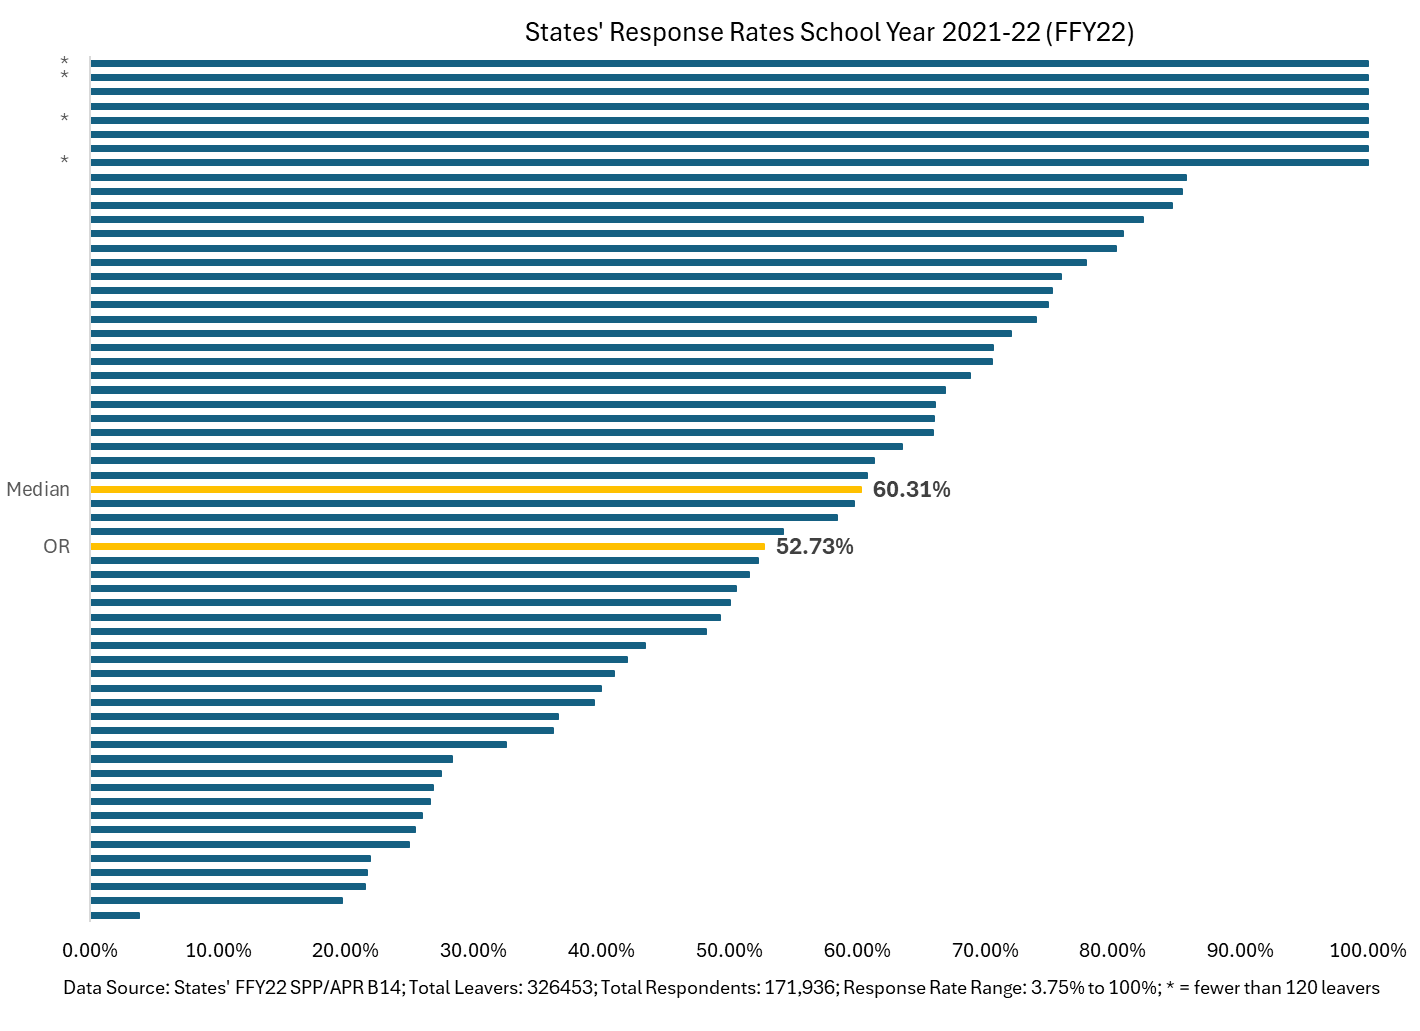 States' Response Rates School Year 2021-22 (FFY22)
*
*
*
*
Median
60.31%
OR
52.73%
0.00% 10.00% 20.00% 30.00% 40.00% 50.00% 60.00% 70.00% 80.00% 90.00% 100.00%
Data Source: States' FFY22 SPP/APR B14; Total Leavers: 326453; Total Respondents: 171,936; Response Rate Range: 3.75% to 100%; * = fewer than 120 leavers